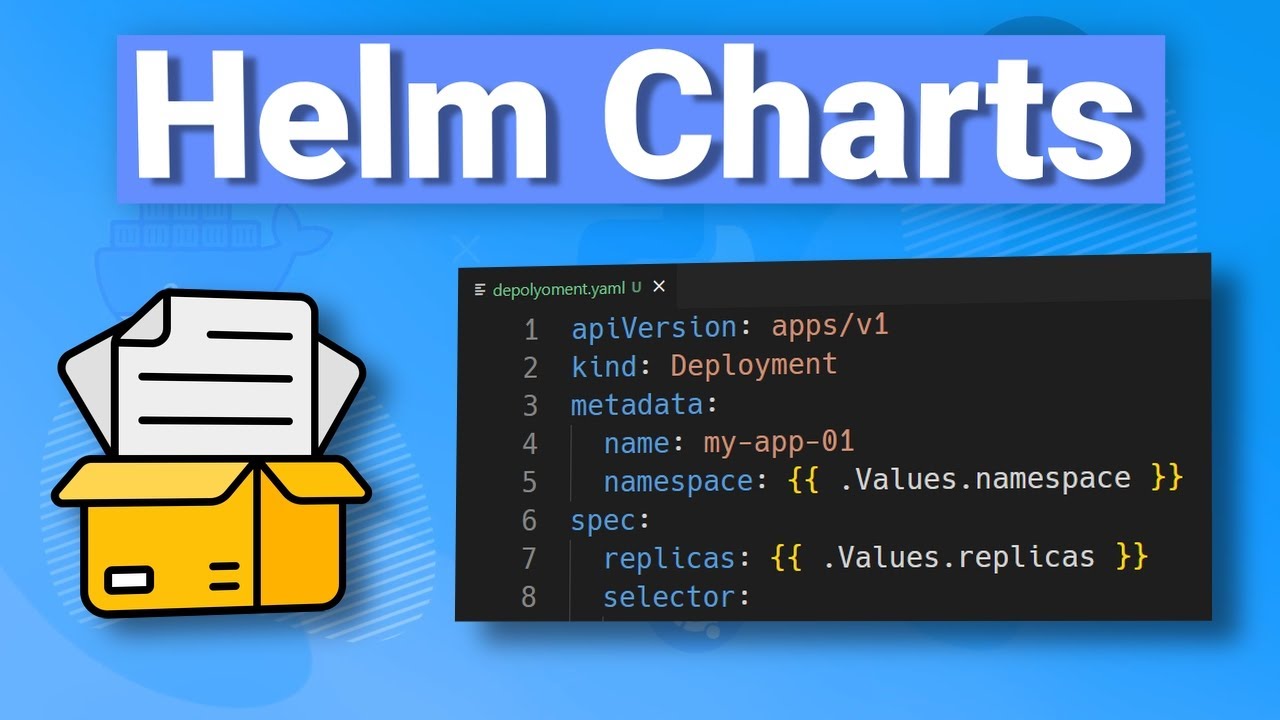 Helm Charts
depolyoment.yaml U ×
1 apiVersion: apps/v1
2 kind: Deployment
3 metadata:
4   name: my-app-01
5   namespace: {{ .Values.namespace }}
6 spec:
7   replicas: {{ .Values.replicas }}
8   selector: